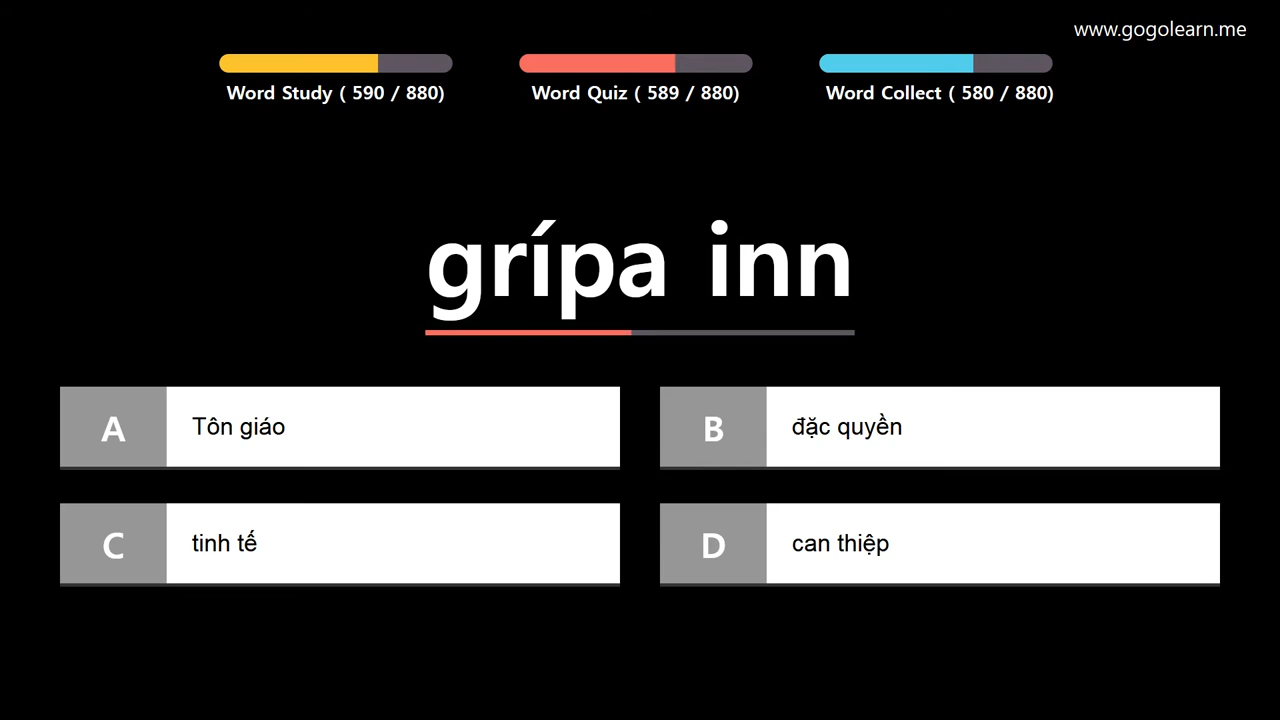 www.gogolearn.me
Word Study ( 590 / 880)
Word Quiz ( 589 / 880)
Word Collect ( 580 / 880)
grípa inn
A Tôn giáo
B đặc quyền
C tinh tế
D can thiệp